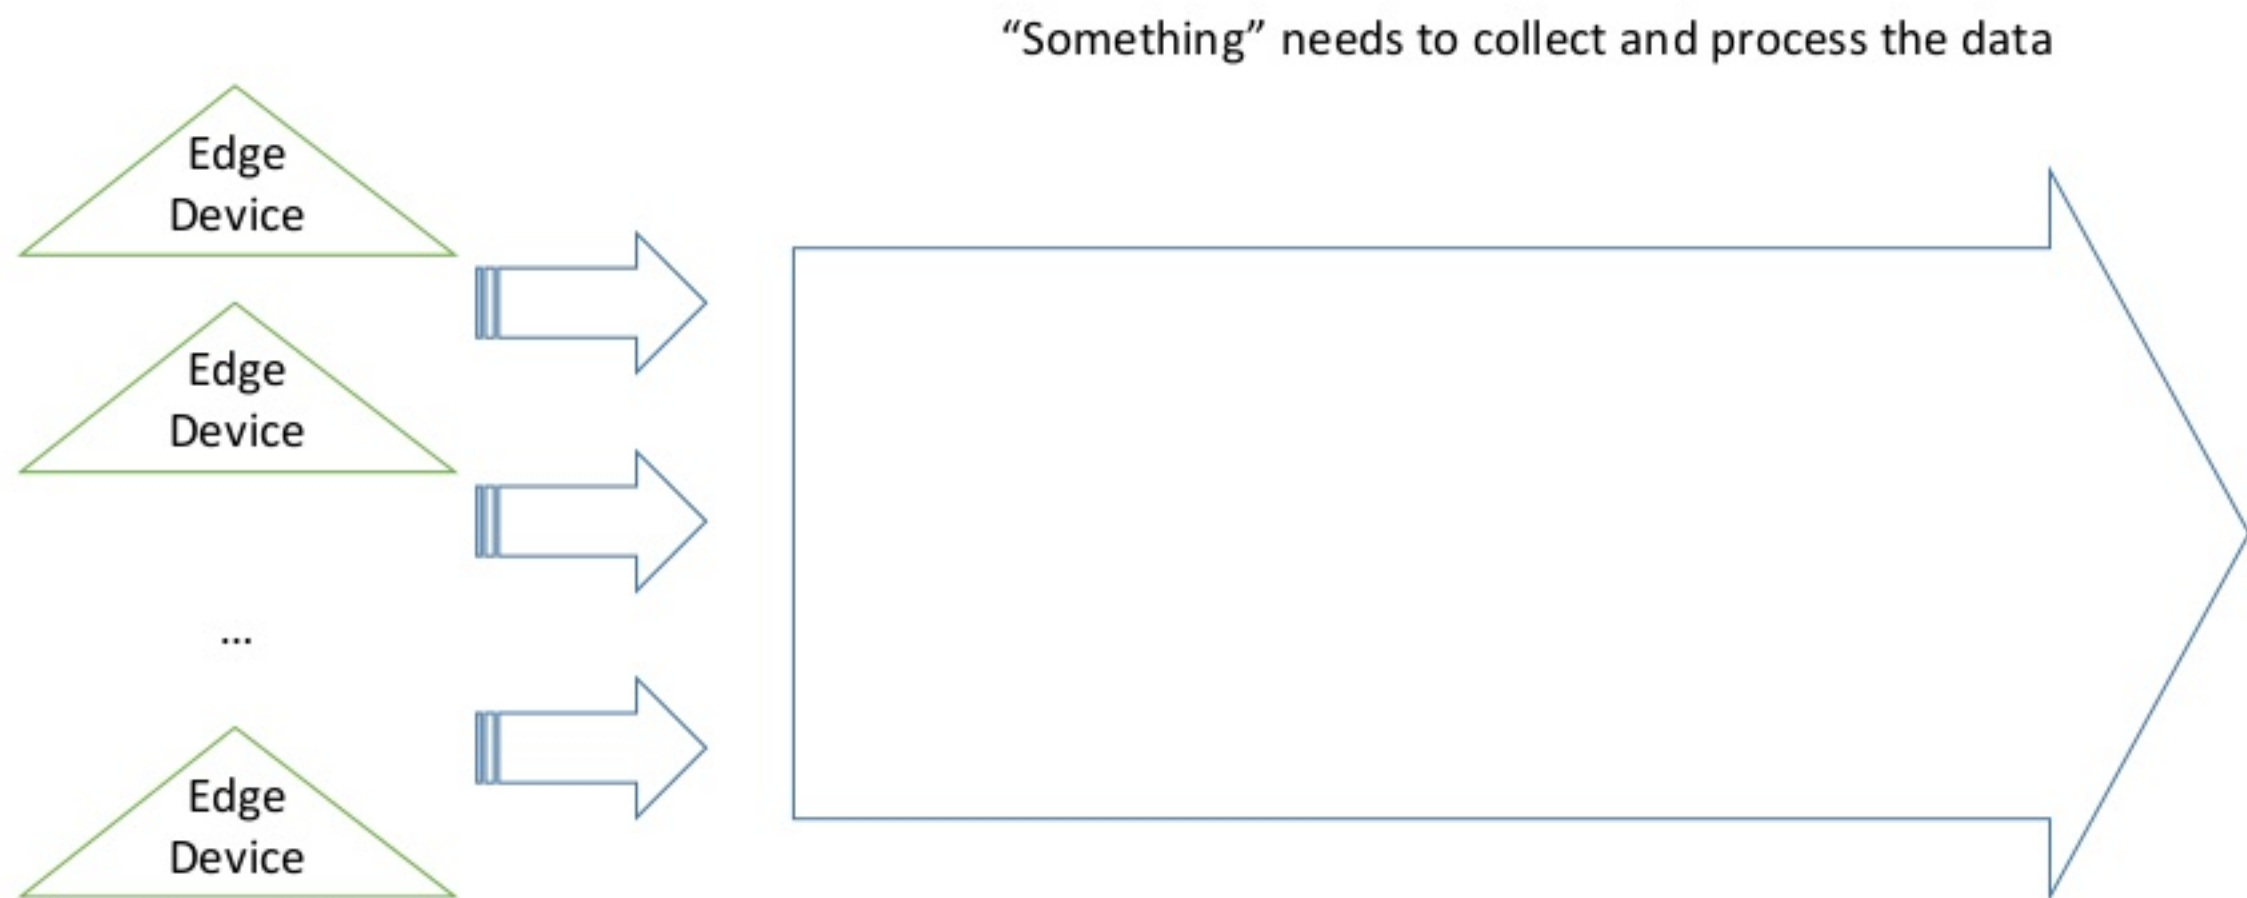 “Something” needs to collect and process the data
Edge
Device
Edge
Device
...
Edge
Device